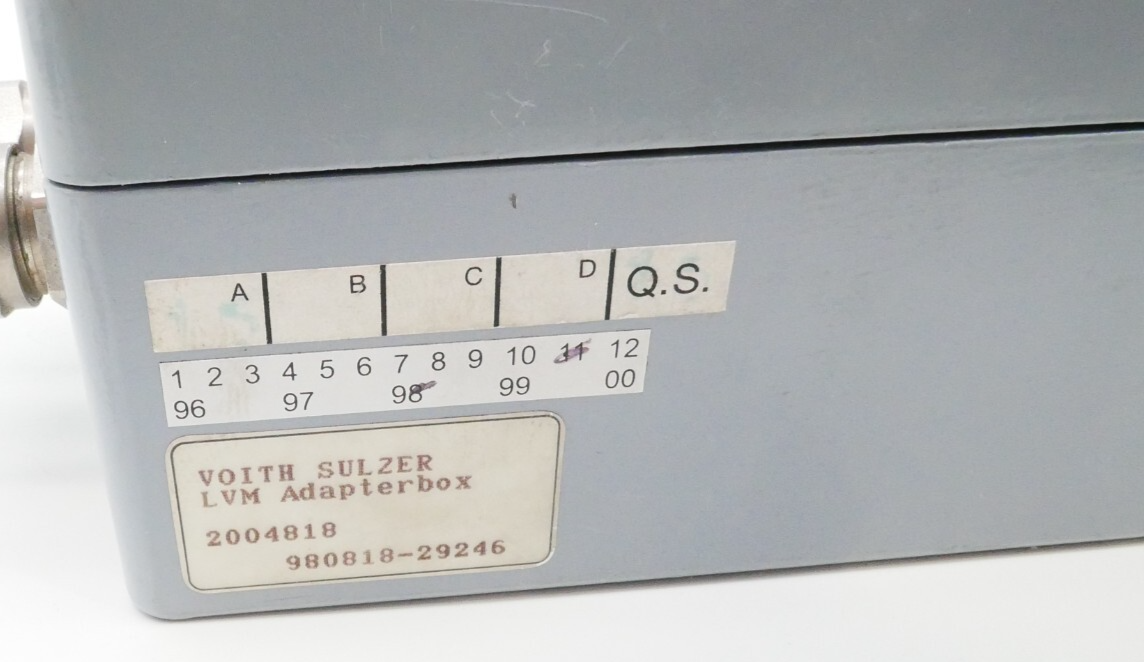 A B C D Q.S.
1 2 3 4 5 6 7 8 9 10 11 12
96 97 98 99 00
VOITH SULZER
LVM Adapterbox
2004818
980818-29246